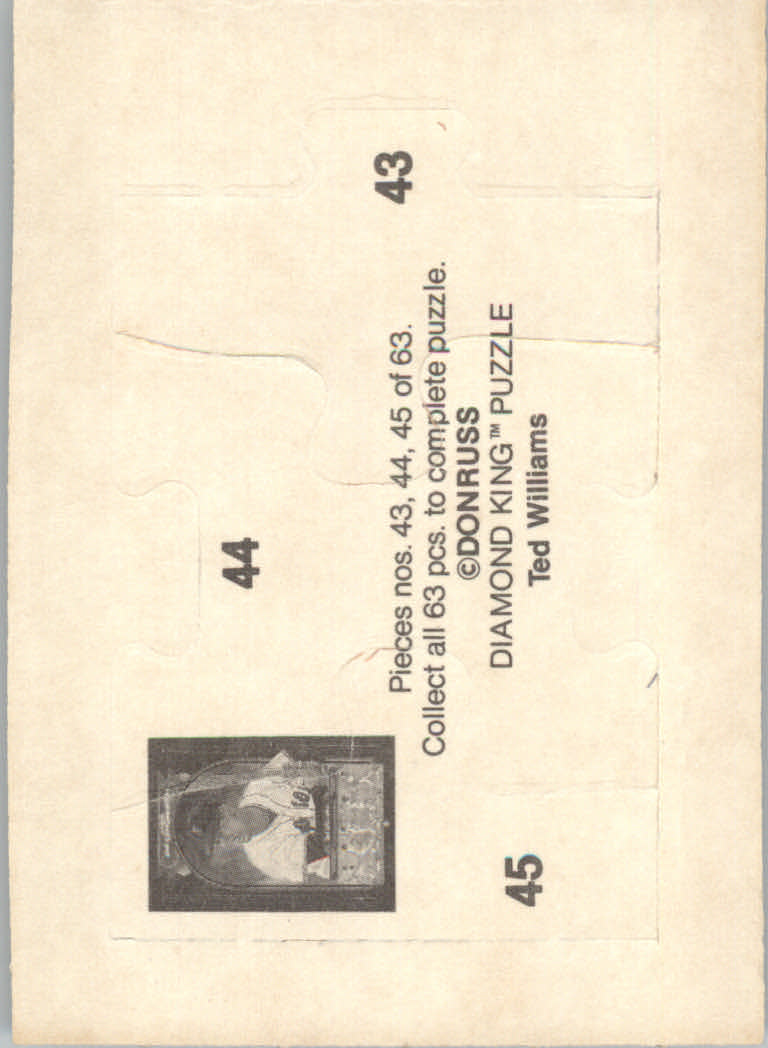 43
44
Pieces nos. 43, 44, 45 of 63.
Collect all 63 pcs. to complete puzzle.
©DONRUSS
DIAMOND KING™ PUZZLE
Ted Williams
45